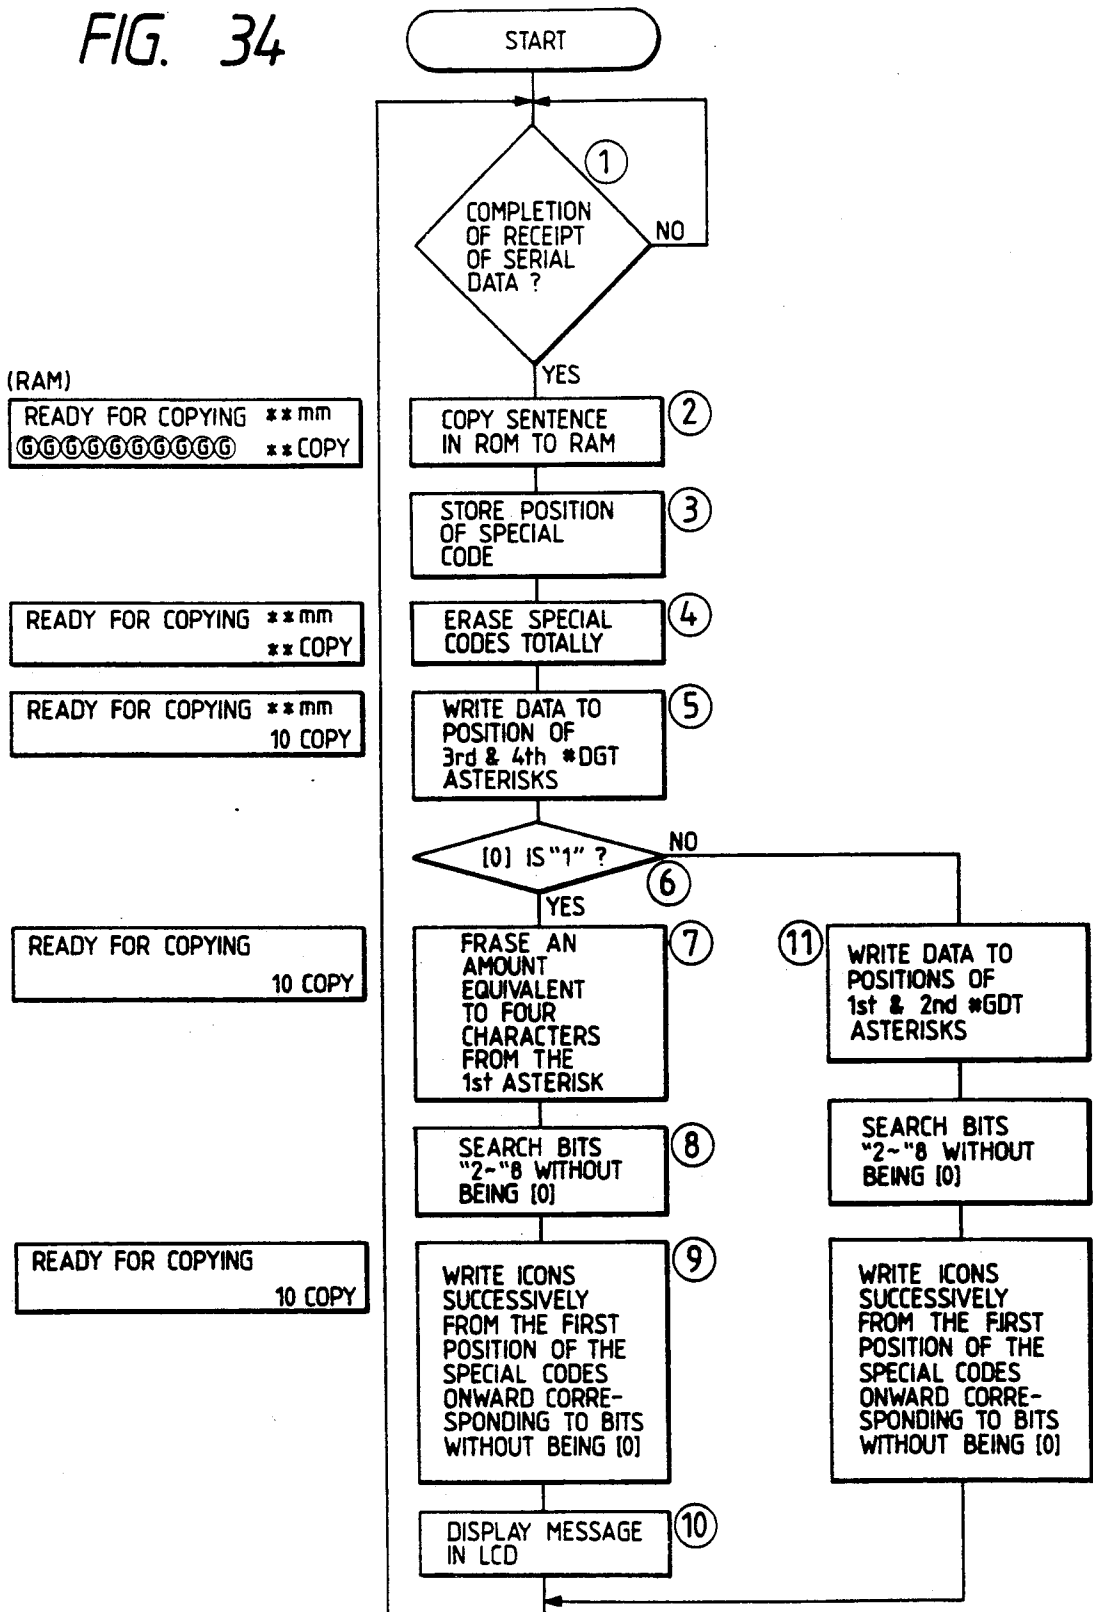 FIG. 34
START
1
COMPLETION
OF RECEIPT
OF SERIAL
DATA ?
NO
YES
(RAM)
READY FOR COPYING **mm
ⒼⒼⒼⒼⒼⒼⒼⒼⒼⒼ **COPY
COPY SENTENCE
IN ROM TO RAM
2
STORE POSITION
OF SPECIAL
CODE
3
READY FOR COPYING **mm
** COPY
ERASE SPECIAL
CODES TOTALLY
4
READY FOR COPYING **mm
10 COPY
WRITE DATA TO
POSITION OF
3rd & 4th *DGT
ASTERISKS
5
[0] IS "1" ?
NO
6
YES
READY FOR COPYING
10 COPY
FRASE AN
AMOUNT
EQUIVALENT
TO FOUR
CHARACTERS
FROM THE
1st ASTERISK
7
11
WRITE DATA TO
POSITIONS OF
1st & 2nd *GDT
ASTERISKS
SEARCH BITS
"2~"8 WITHOUT
BEING [0]
8
SEARCH BITS
"2~"8 WITHOUT
BEING [0]
READY FOR COPYING
10 COPY
WRITE ICONS
SUCCESSIVELY
FROM THE FIRST
POSITION OF THE
SPECIAL CODES
ONWARD CORRE-
SPONDING TO BITS
WITHOUT BEING [0]
9
WRITE ICONS
SUCCESSIVELY
FROM THE FIRST
POSITION OF THE
SPECIAL CODES
ONWARD CORRE-
SPONDING TO BITS
WITHOUT BEING [0]
DISPLAY MESSAGE
IN LCD
10